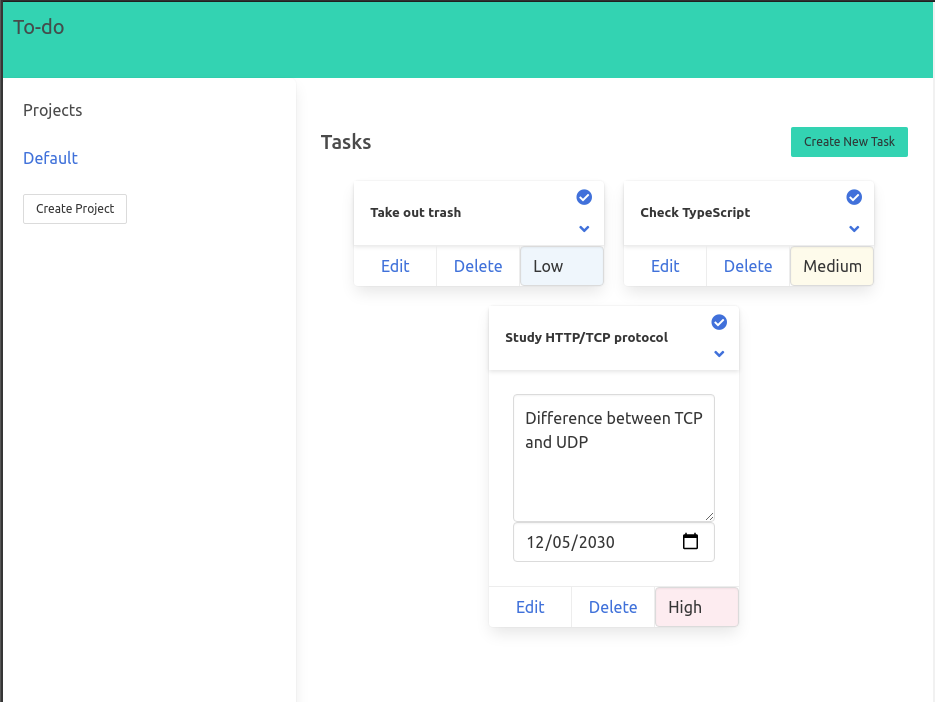 To-do
Projects
Default
Create Project
Tasks
Create New Task
Take out trash
Edit
Delete
Low
Check TypeScript
Edit
Delete
Medium
Study HTTP/TCP protocol
Difference between TCP
and UDP
12/05/2030
Edit
Delete
High